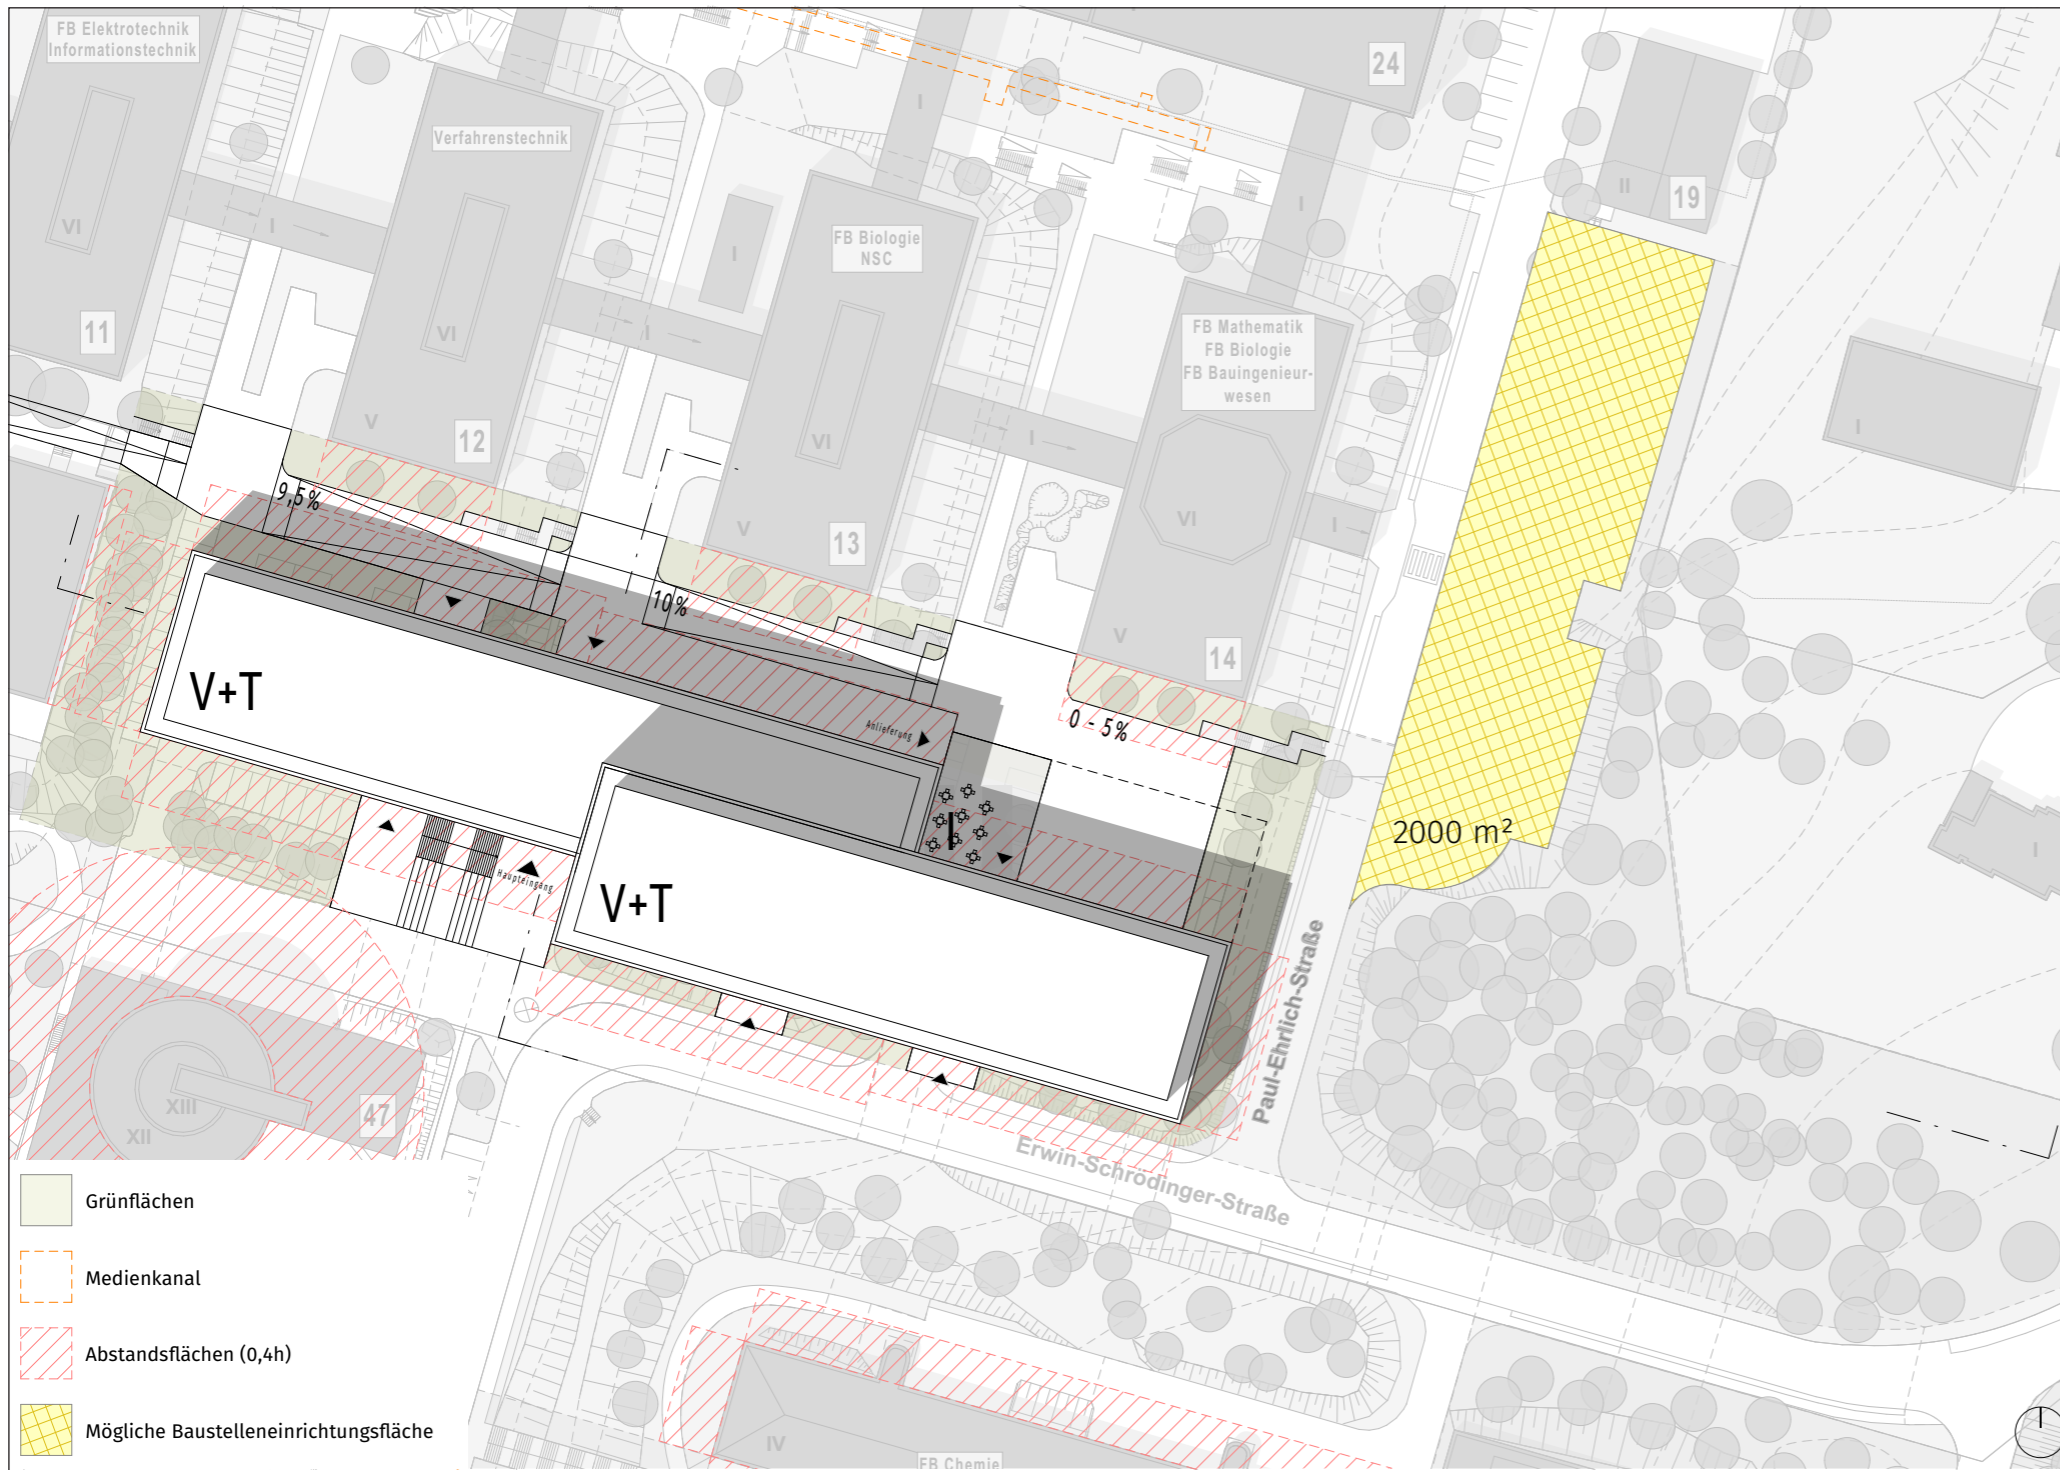 FB Elektrotechnik
Informationstechnik
24
Verfahrenstechnik
I
II
19
VI
I
I
I
FB Biologie
NSC
11
VI
I
FB Mathematik
FB Biologie
FB Bauingenieur-
wesen
V
12
VI
I
I
9,5%
V
13
VI
I
10%
V
14
V+T
0 - 5%
Anlieferung
2000 m²
I
I
Haupteingang
V+T
Paul-Ehrlich-Straße
XIII
XII
47
Erwin-Schrödinger-Straße
Grünflächen
Medienkanal
Abstandsflächen (0,4h)
Mögliche Baustelleneinrichtungsfläche
IV
FB Chemie